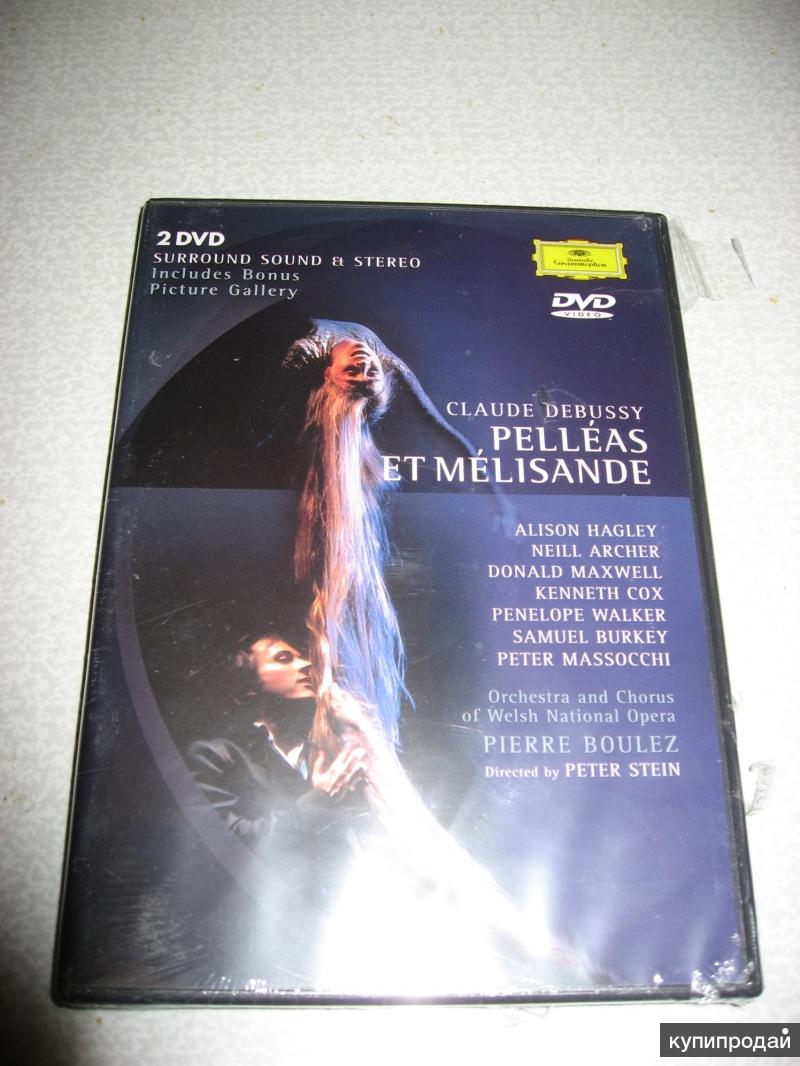 2 DVD
SURROUND SOUND & STEREO
Includes Bonus
Picture Gallery
Deutsche
Grammophon
DVD
VIDEO
CLAUDE DEBUSSY
PELLÉAS
ET MÉLISANDE
ALISON HAGLEY
NEILL ARCHER
DONALD MAXWELL
KENNETH COX
PENELOPE WALKER
SAMUEL BURKEY
PETER MASSOCCHI
Orchestra and Chorus
of Welsh National Opera
PIERRE BOULEZ
Directed by PETER STEIN
купипродай